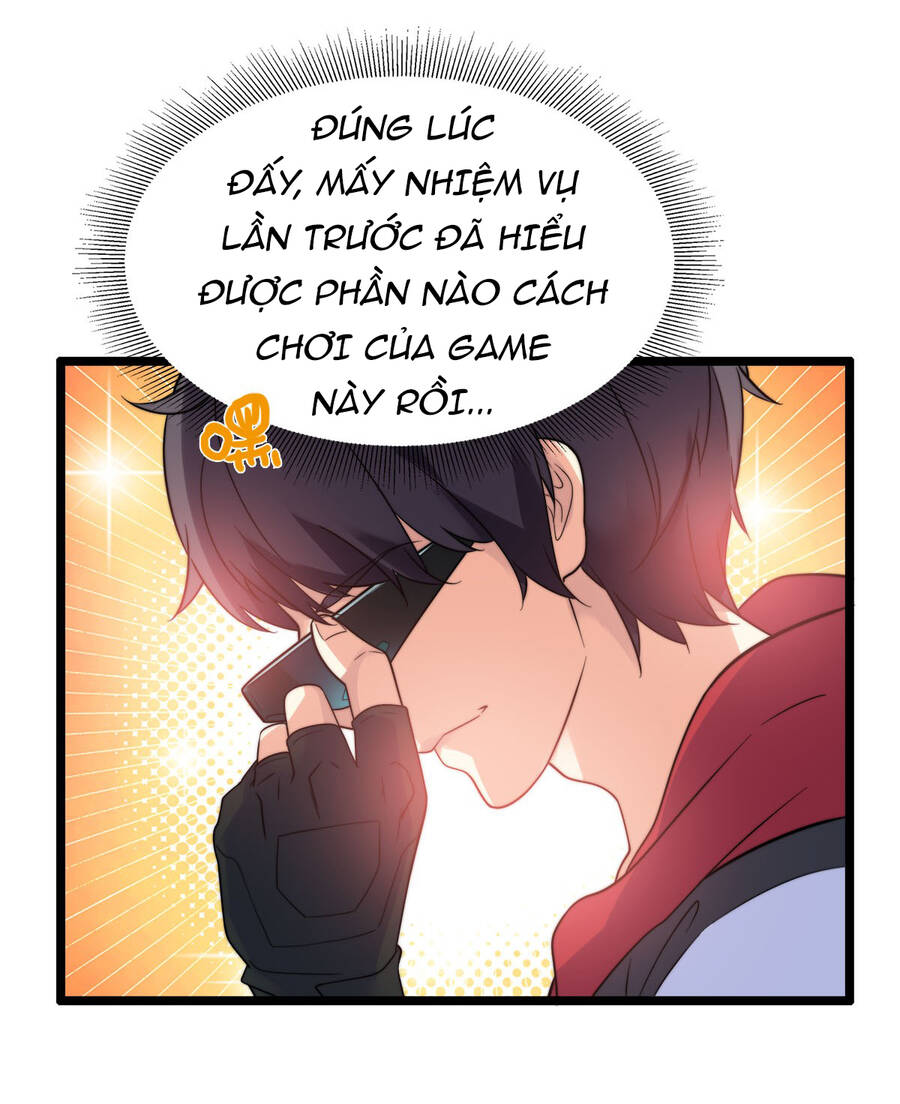 ĐÚNG LÚC
ĐẤY, MẤY NHIỆM VỤ
LẦN TRƯỚC ĐÃ HIỂU
ĐƯỢC PHẦN NÀO CÁCH
CHƠI CỦA GAME
NÀY RỒI...